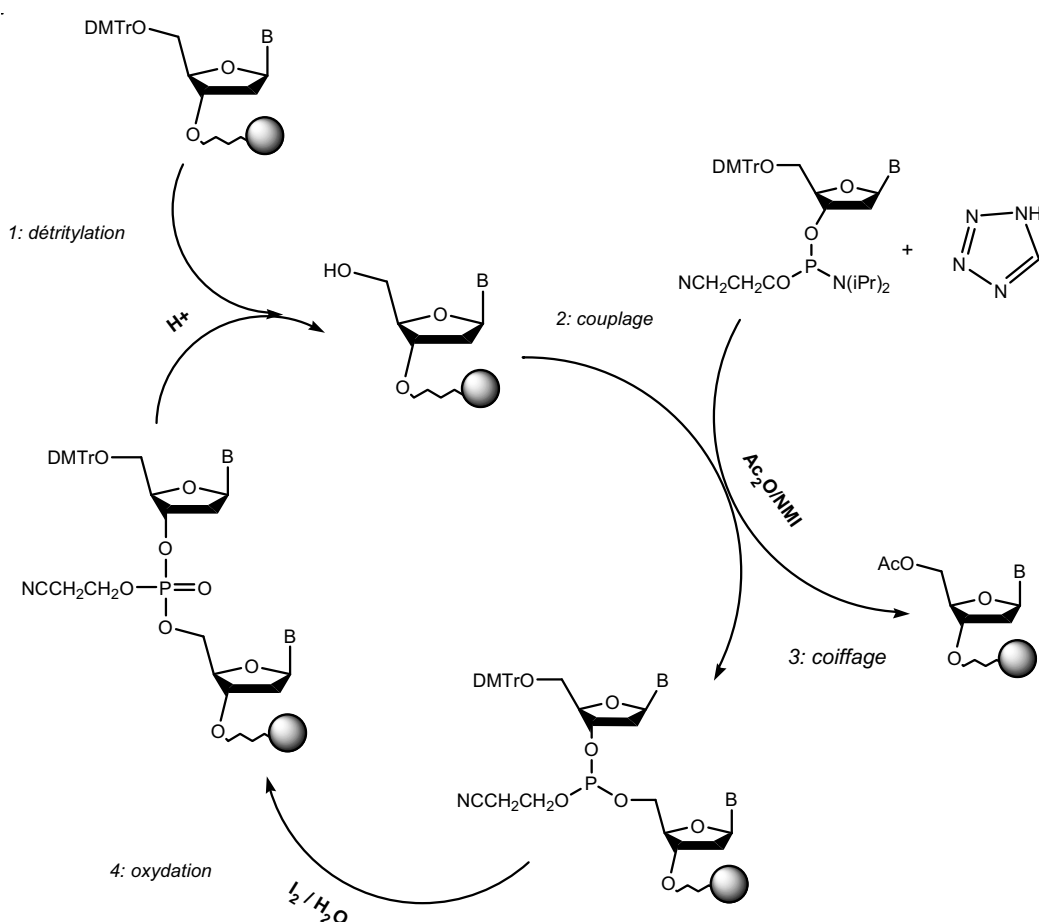 DMTrO
B
O
O
1: détritylation
H+
HO
B
O
O
2: couplage
DMTrO
B
O
O
P
NCH₂CH₂CO
N(iPr)₂
+
N
NH
N
N
Ac₂O/NMI
AcO
B
O
O
3: coiffage
DMTrO
B
O
O
NCCH₂CH₂O
P
O
O
B
O
O
DMTrO
B
O
O
P
NCCH₂CH₂O
O
B
O
O
4: oxydation
I₂ / H₂O